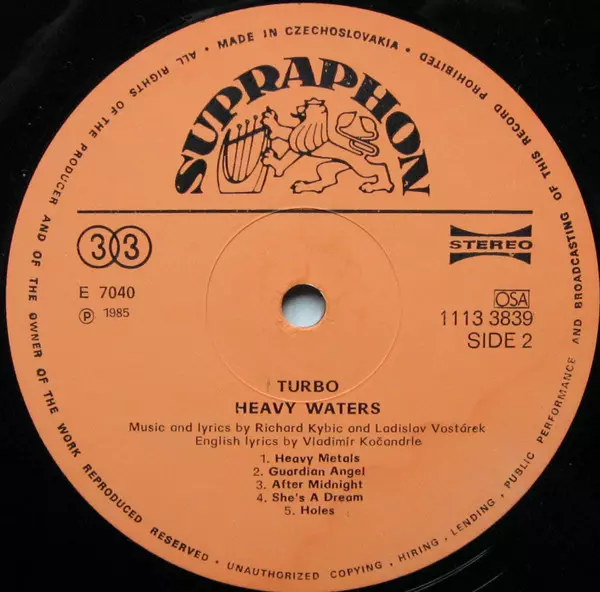 ALL RIGHTS OF THE PRODUCER AND OF THE OWNER OF THE WORK REPRODUCED RESERVED • UNAUTHORIZED COPYING, HIRING, LENDING, PUBLIC PERFORMANCE AND BROADCASTING OF THIS RECORD PROHIBITED • MADE IN CZECHOSLOVAKIA •
SUPRAPHON
33
STEREO
E 7040
OSA
℗ 1985
1113 3839
SIDE 2
TURBO
HEAVY WATERS
Music and lyrics by Richard Kybic and Ladislav Vostárek
English lyrics by Vladimír Kočandrle
1. Heavy Metals
2. Guardian Angel
3. After Midnight
4. She's A Dream
5. Holes